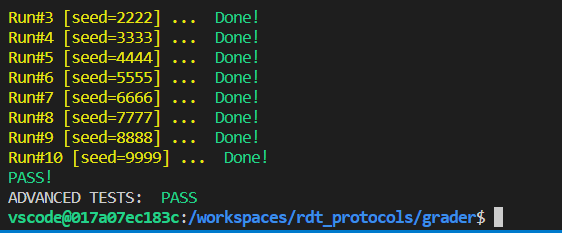 Run#3 [seed=2222] ...  Done!
Run#4 [seed=3333] ...  Done!
Run#5 [seed=4444] ...  Done!
Run#6 [seed=5555] ...  Done!
Run#7 [seed=6666] ...  Done!
Run#8 [seed=7777] ...  Done!
Run#9 [seed=8888] ...  Done!
Run#10 [seed=9999] ...  Done!
PASS!
ADVANCED TESTS:  PASS
vscode@017a07ec183c:/workspaces/rdt_protocols/grader$